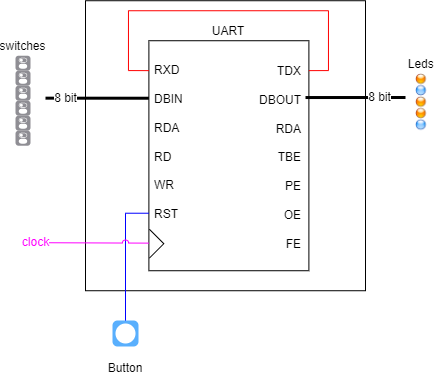 UART
switches
Leds
RXD
TDX
DBIN
DBOUT
8 bit
8 bit
RDA
RDA
RD
TBE
WR
PE
RST
OE
clock
FE
Button